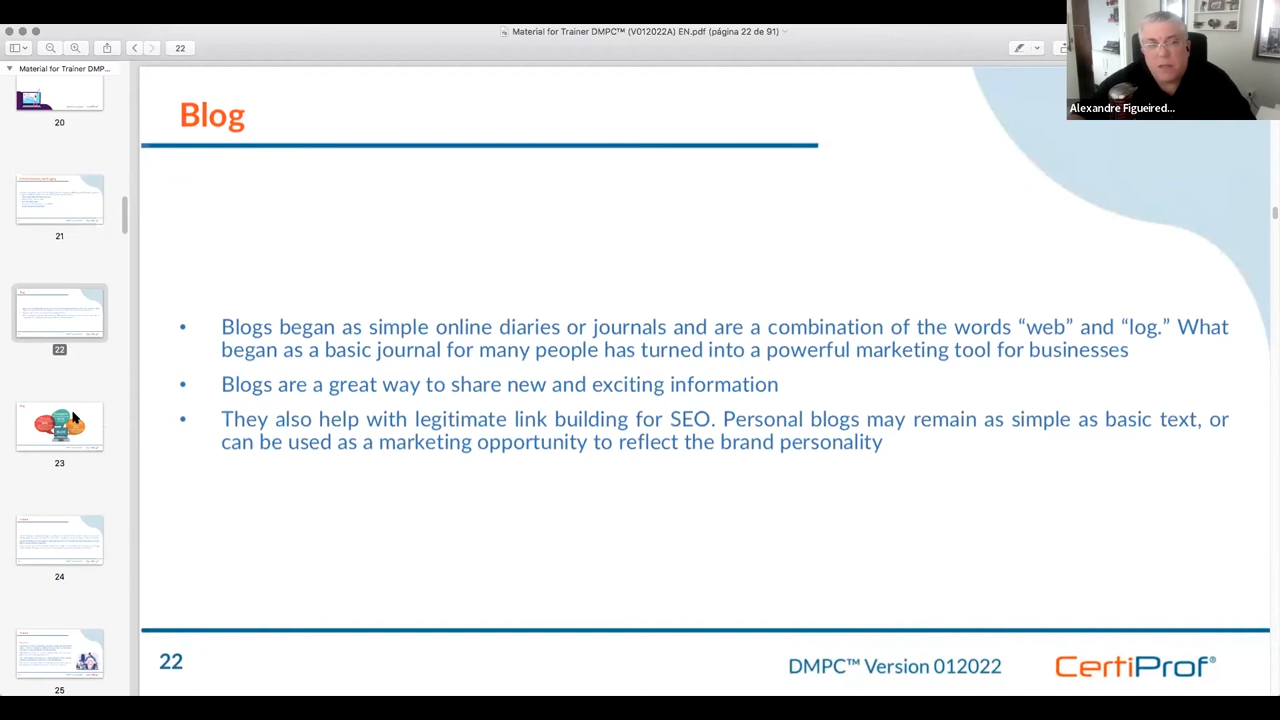 Material for Trainer DMPC™ (V012022A) EN.pdf (página 22 de 91)
22
Material for Trainer DMP...
20
21
22
23
24
25
Alexandre Figueired...
Blog
• Blogs began as simple online diaries or journals and are a combination of the words “web” and “log.” What
began as a basic journal for many people has turned into a powerful marketing tool for businesses
• Blogs are a great way to share new and exciting information
• They also help with legitimate link building for SEO. Personal blogs may remain as simple as basic text, or
can be used as a marketing opportunity to reflect the brand personality
22
DMPC™ Version 012022
CertiProf®